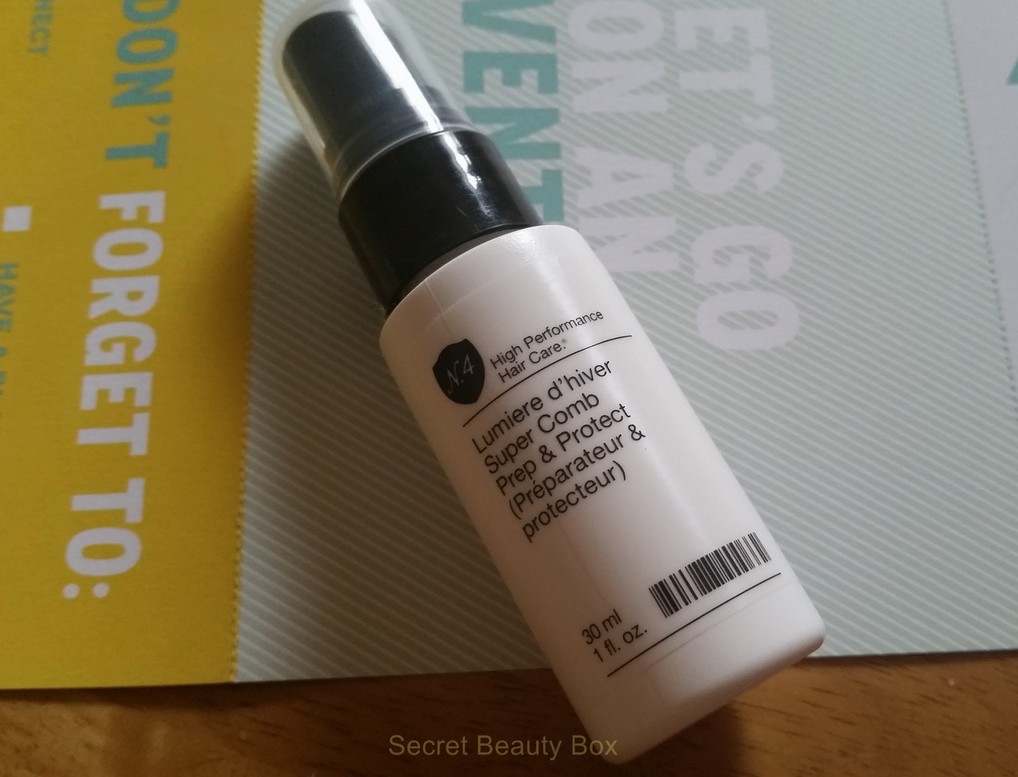 N.4
High Performance
Hair Care.®
Lumiere d'hiver
Super Comb
Prep & Protect
(Préparateur &
protecteur)
30 ml
1 fl. oz.
DON'T FORGET TO:
ET'S GO
ON AN
VENT
Secret Beauty Box